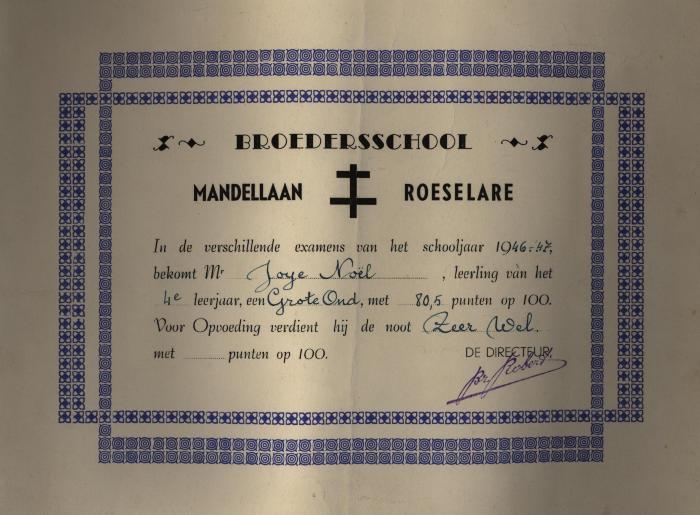 BROEDERSSCHOOL
MANDELLAAN ROESELARE
In de verschillende examens van het schooljaar 1946-47,
bekomt Mr Joye Noël, leerling van het
4e leerjaar, een Grote Ond, met 80,5 punten op 100.
Voor Opvoeding verdient hij de noot Zeer Wel.
met ........ punten op 100.
DE DIRECTEUR,
Br. Robert